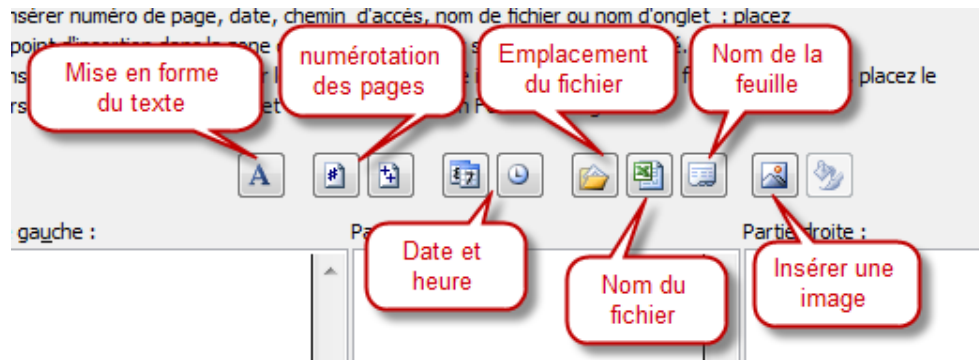 nsérer numéro de page, date, chemin d'accès, nom de fichier ou nom d'onglet : placez
placez le
Mise en forme
du texte
numérotation
des pages
Emplacement
du fichier
Nom de la
feuille
A
gauche :
Partie droite :
Date et
heure
Nom du
fichier
Insérer une
image